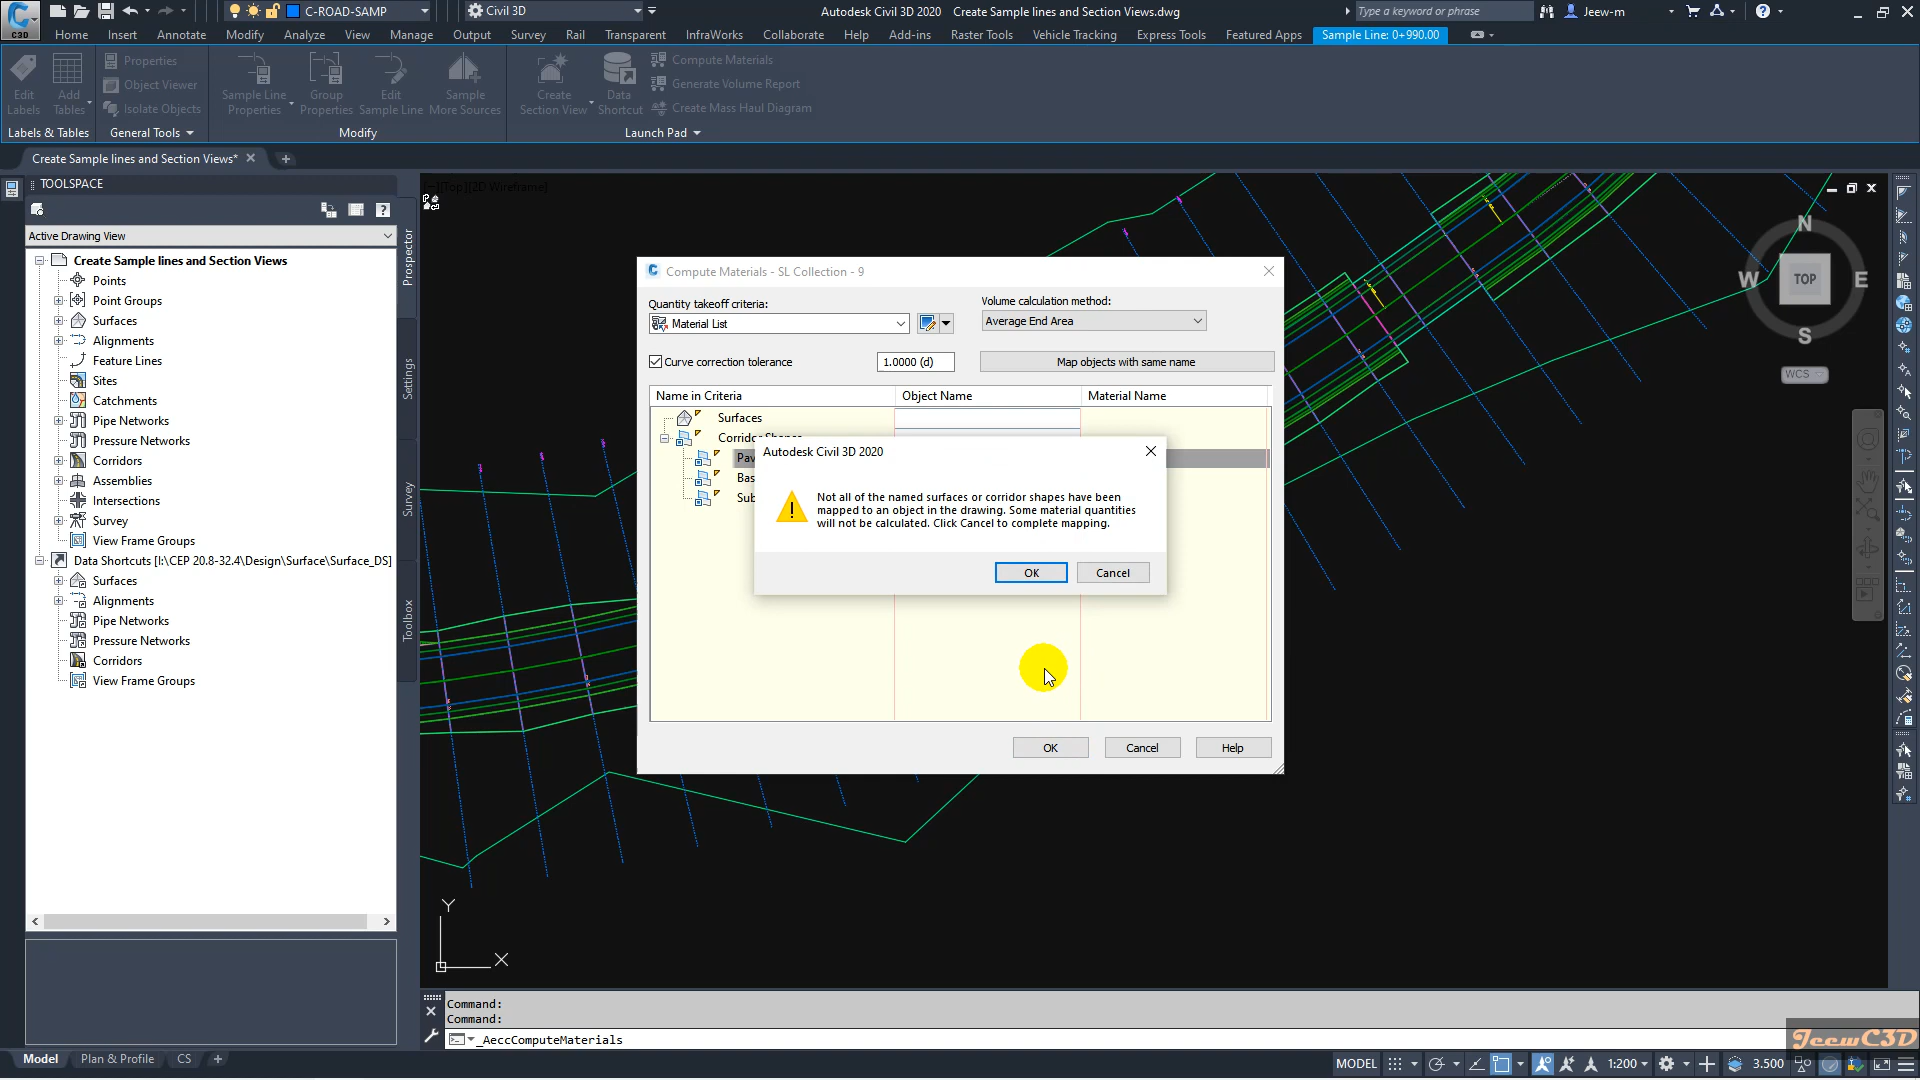 C3D
C-ROAD-SAMP
Civil 3D
Autodesk Civil 3D 2020 Create Sample lines and Section Views.dwg
Type a keyword or phrase
Jeew-m
Home Insert Annotate Modify Analyze View Manage Output Survey Rail Transparent InfraWorks Collaborate Help Add-ins Raster Tools Vehicle Tracking Express Tools Featured Apps Sample Line: 0+990.00
Edit Labels
Add Tables
Properties
Object Viewer
Isolate Objects
Sample Line Properties
Group Properties
Edit Sample Line
Sample More Sources
Create Section View
Data Shortcut
Compute Materials
Generate Volume Report
Create Mass Haul Diagram
Labels & Tables General Tools Modify Launch Pad
Create Sample lines and Section Views*
TOOLSPACE
Active Drawing View
Create Sample lines and Section Views
Points
Point Groups
Surfaces
Alignments
Feature Lines
Sites
Catchments
Pipe Networks
Pressure Networks
Corridors
Assemblies
Intersections
Survey
View Frame Groups
Data Shortcuts [I:\CEP 20.8-32.4\Design\Surface\Surface_DS]
Surfaces
Alignments
Pipe Networks
Pressure Networks
Corridors
View Frame Groups
Prospector
Settings
Survey
Toolbox
[−][Top][2D Wireframe]
N
W TOP E
S
WCS
Compute Materials - SL Collection - 9
Quantity takeoff criteria:
Volume calculation method:
Material List
Average End Area
Curve correction tolerance
1.0000 (d)
Map objects with same name
Name in Criteria Object Name Material Name
Surfaces
Corridor Shapes
Pav
Bas
Sub
Autodesk Civil 3D 2020
Not all of the named surfaces or corridor shapes have been
mapped to an object in the drawing. Some material quantities
will not be calculated. Click Cancel to complete mapping.
OK Cancel
OK Cancel Help
Y
X
Command:
Command:
_AeccComputeMaterials
JeewC3D
Model Plan & Profile CS +
MODEL 1:200 3.500